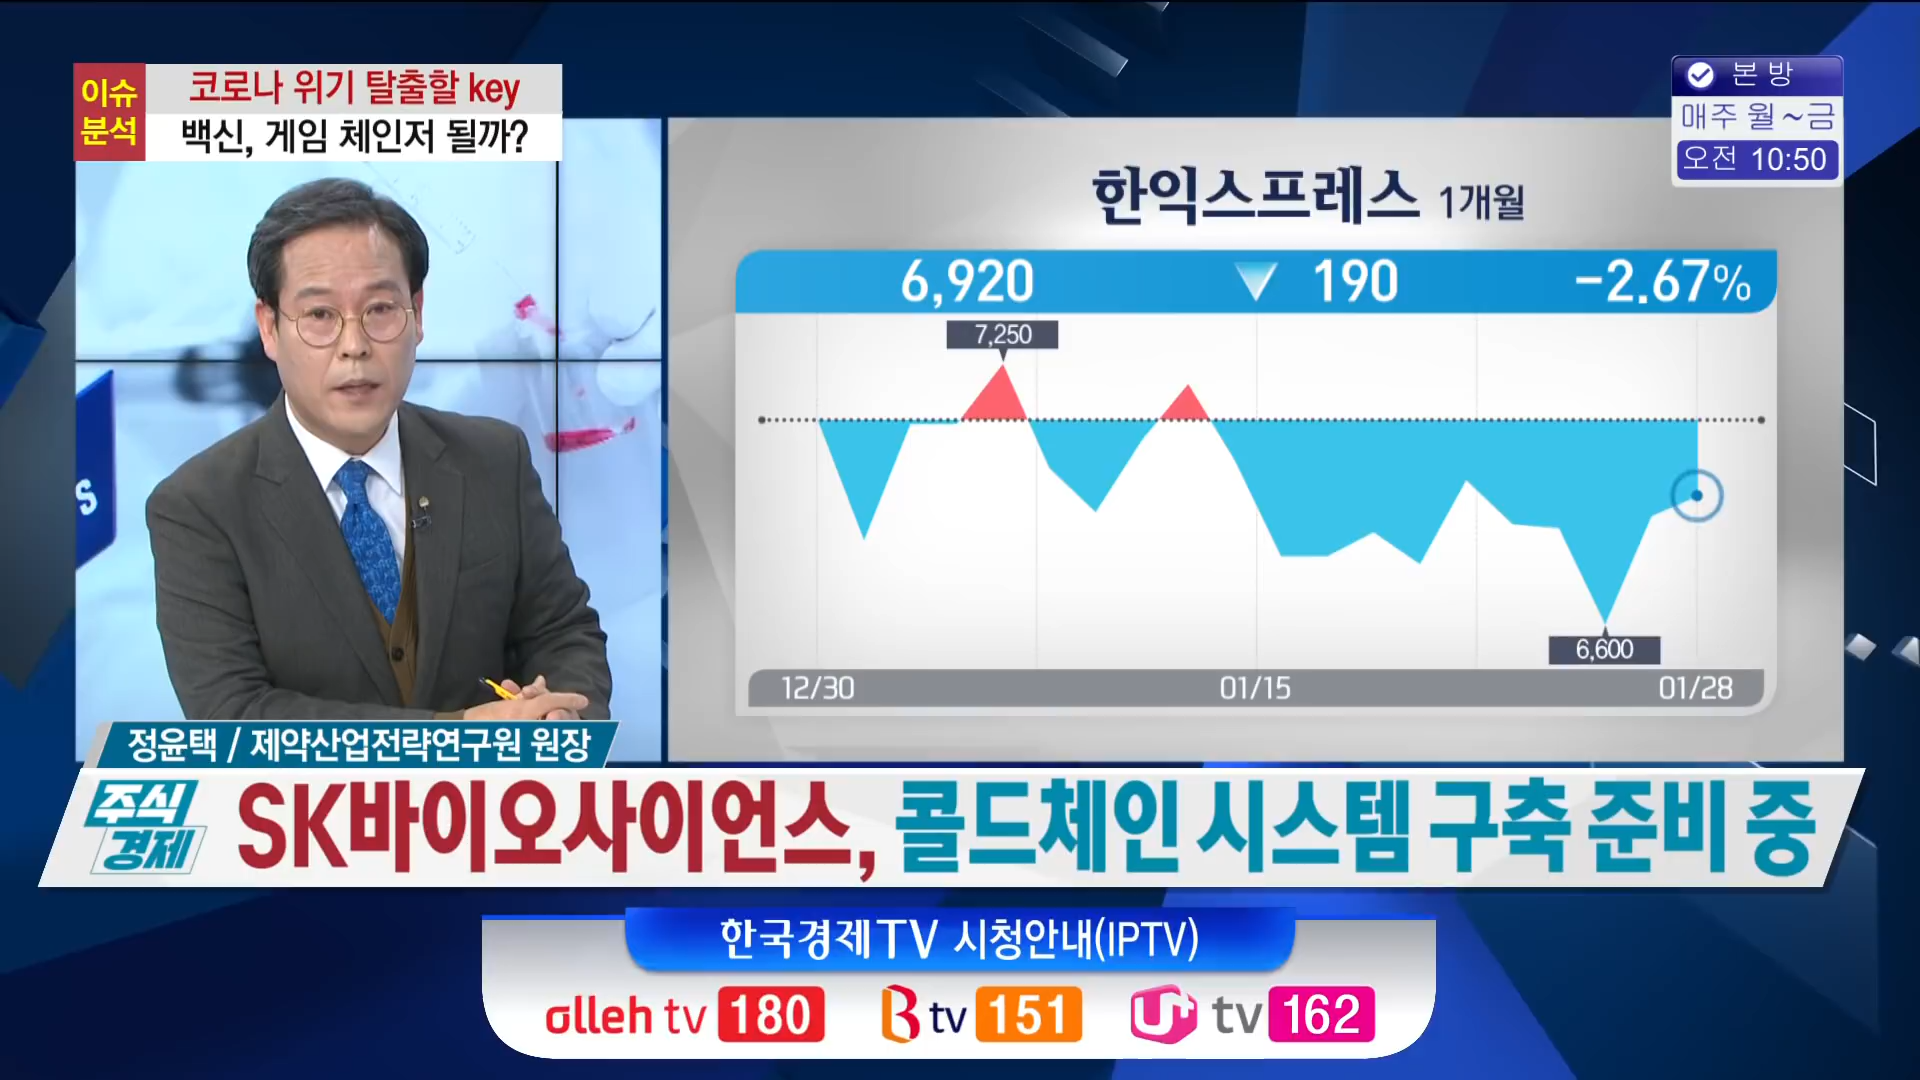 이슈
분석
코로나 위기 탈출할 key
백신, 게임 체인저 될까?
본 방
매주 월~금
오전 10:50
한익스프레스 1개월
6,920 ▼ 190 -2.67%
7,250
6,600
12/30 01/15 01/28
S
정윤택 / 제약산업전략연구원 원장
주식
경제
SK바이오사이언스, 콜드체인 시스템 구축 준비 중
한국경제TV 시청안내(IPTV)
olleh tv 180 B tv 151 U+ tv 162